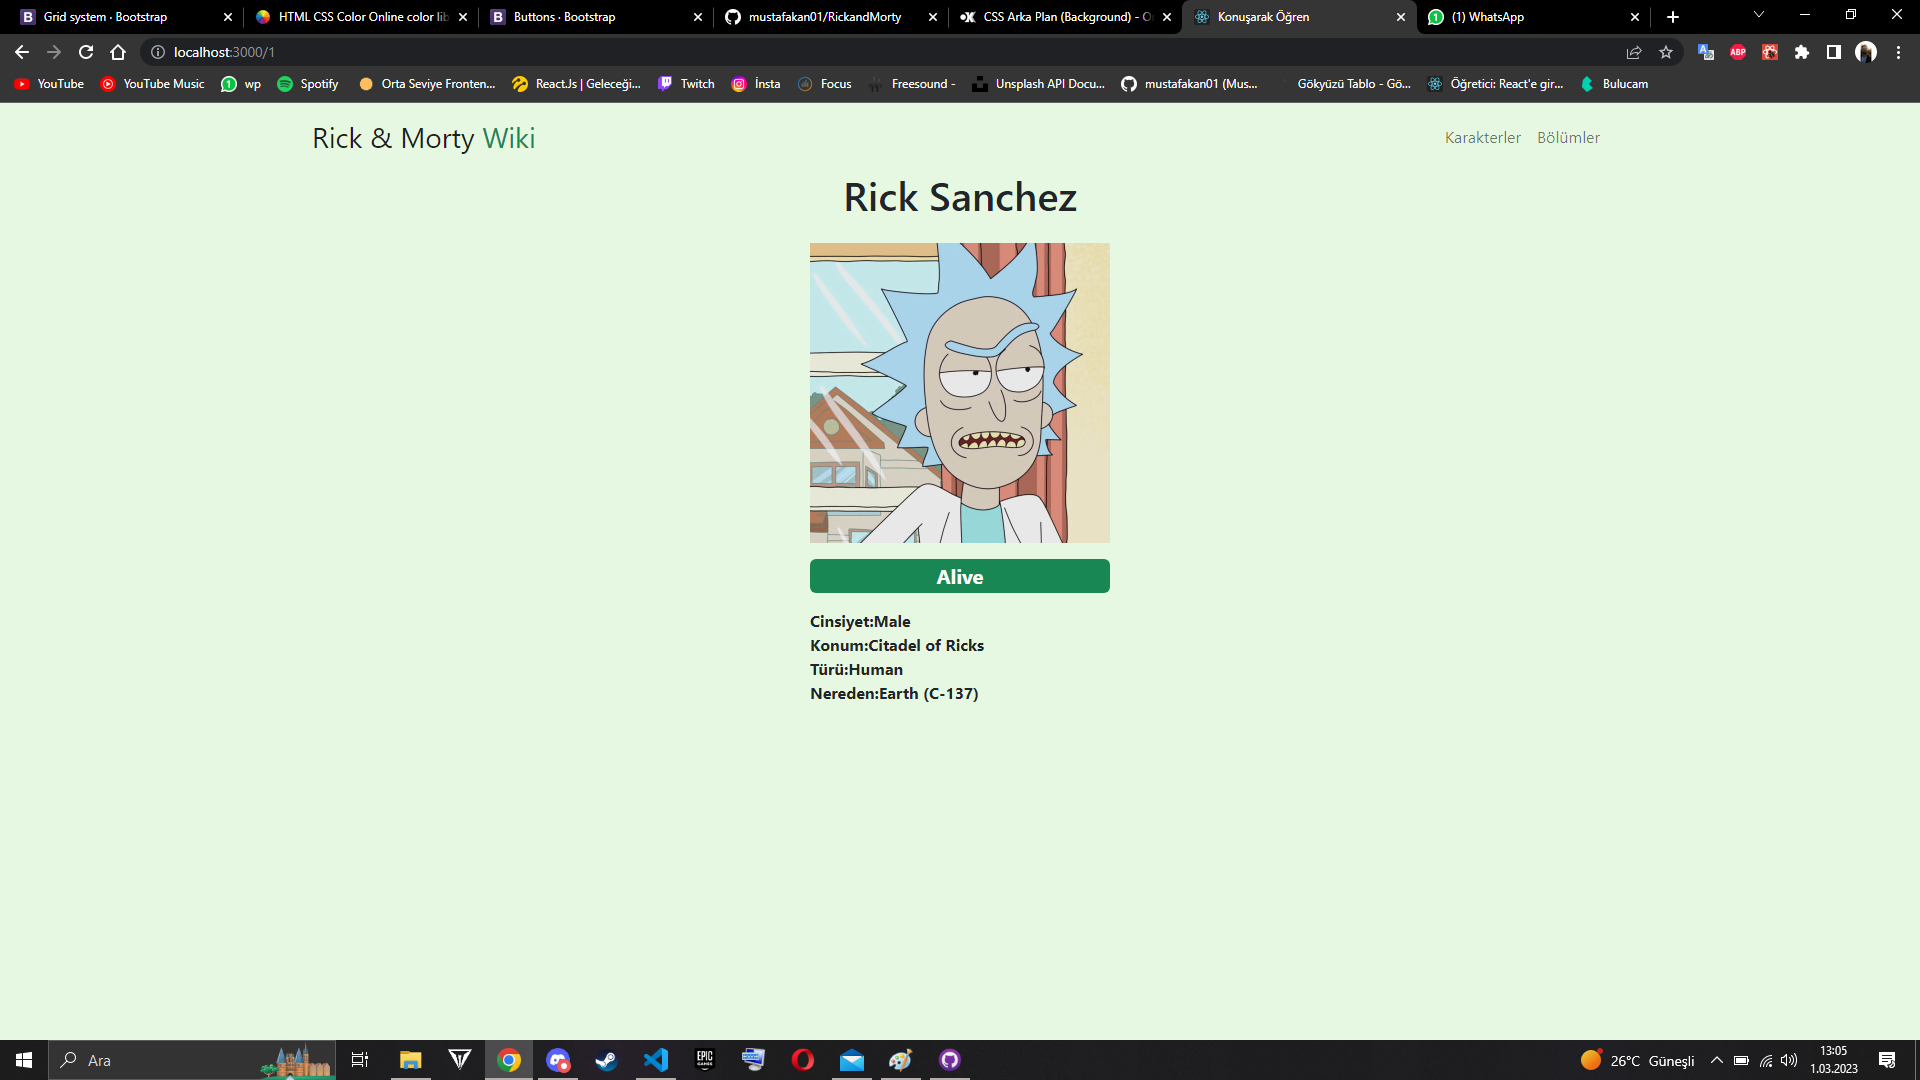 Grid system · Bootstrap
HTML CSS Color Online color lib
Buttons · Bootstrap
mustafakan01/RickandMorty
CSS Arka Plan (Background) - O
Konuşarak Öğren
(1) WhatsApp
localhost:3000/1
YouTube
YouTube Music
wp
Spotify
Orta Seviye Fronten...
React.Js | Geleceği...
Twitch
İnsta
Focus
Freesound -
Unsplash API Docu...
mustafakan01 (Mus...
Gökyüzü Tablo - Gö...
Öğretici: React'e gir...
Bulucam
Rick & Morty Wiki
Karakterler
Bölümler
Rick Sanchez
Alive
Cinsiyet:Male
Konum:Citadel of Ricks
Türü:Human
Nereden:Earth (C-137)
Ara
EPIC GAMES
26°C Güneşli
13:05
1.03.2023